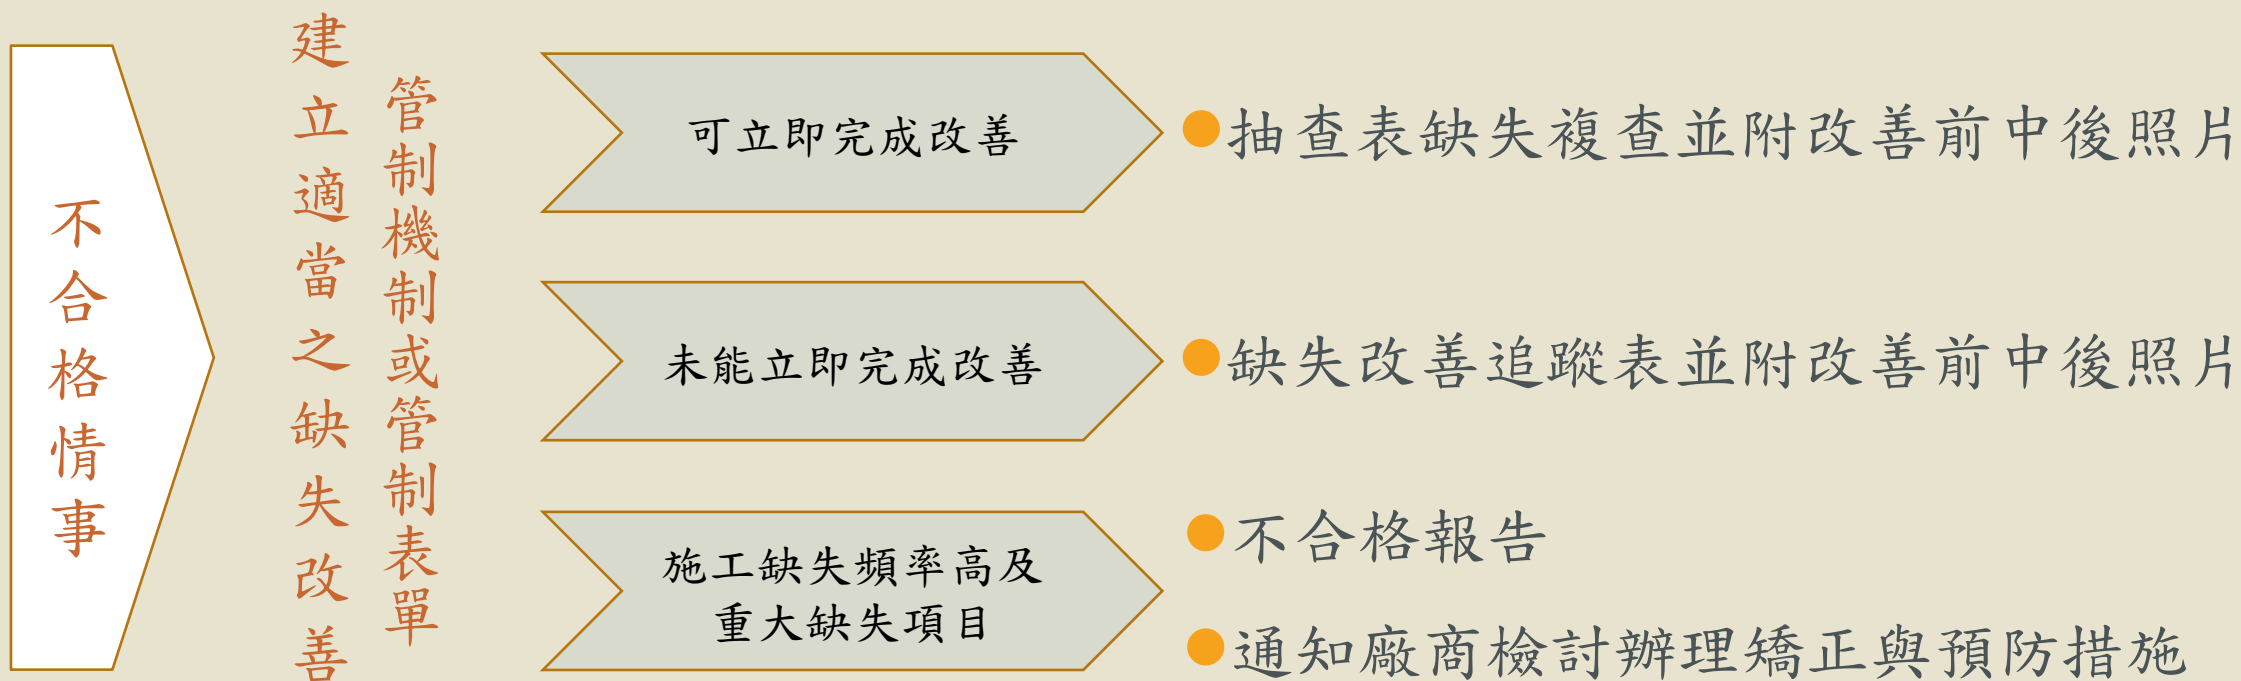 不合格情事
建立適當之缺失改善
管制機制或管制表單
可立即完成改善
●抽查表缺失複查並附改善前中後照片
未能立即完成改善
●缺失改善追蹤表並附改善前中後照片
施工缺失頻率高及
重大缺失項目
●不合格報告
●通知廠商檢討辦理矯正與預防措施